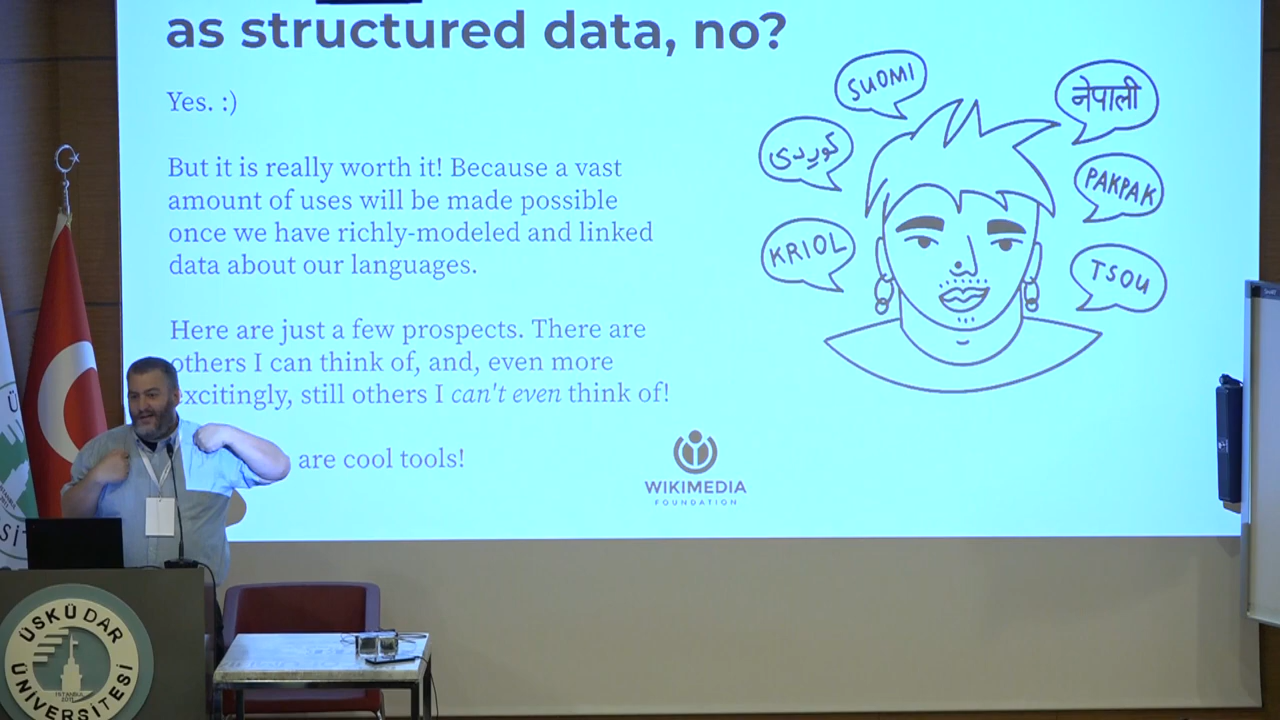 as structured data, no?
Yes. :)
But it is really worth it! Because a vast
amount of uses will be made possible
once we have richly-modeled and linked
data about our languages.
Here are just a few prospects. There are
others I can think of, and, even more
excitingly, still others I can't even think of!
are cool tools!
SUOMI
नेपाली
كوردی
PAKPAK
KRIOL
TSOU
WIKIMEDIA
FOUNDATION
ÜSKÜDAR
ÜNİVERSİTESİ
İSTANBUL
2011